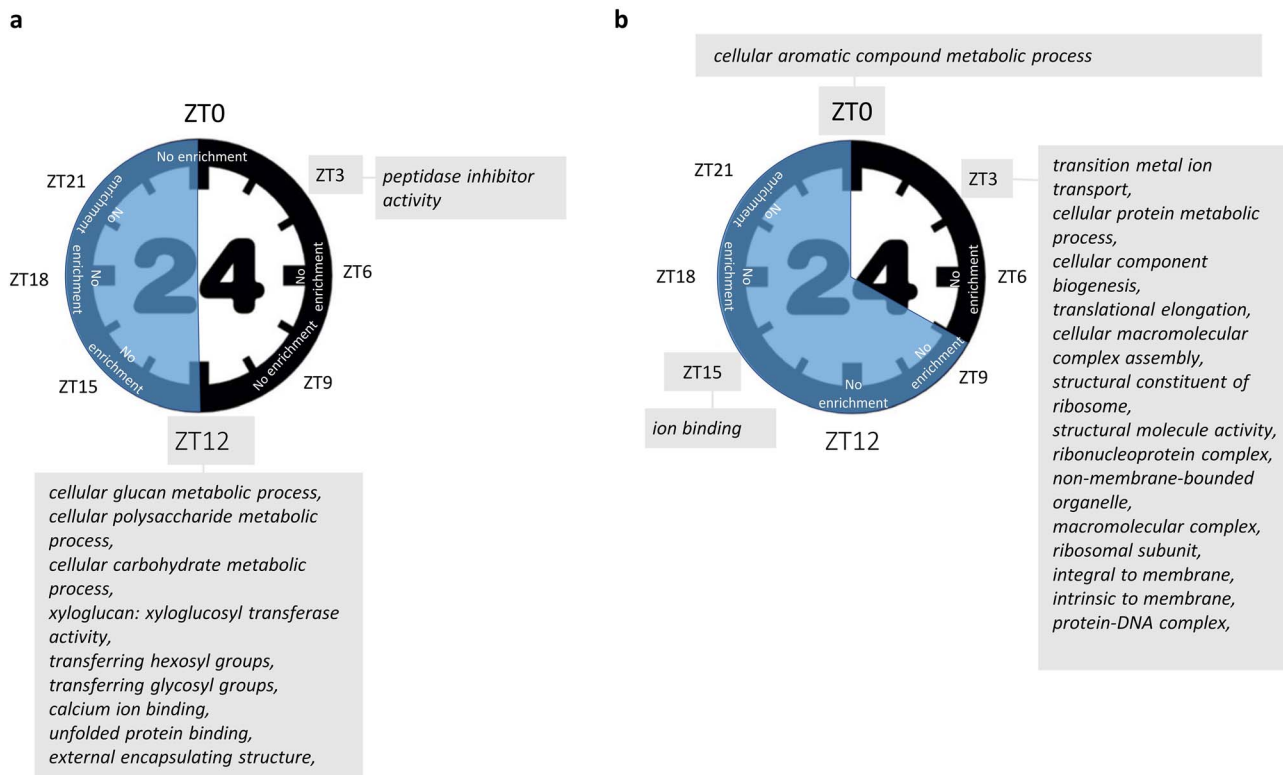 a
ZT0
No enrichment
ZT3
peptidase inhibitor
activity
ZT21
No
enrichment
24
ZT6
No
enrichment
ZT18
No
enrichment
ZT15
No
enrichment
ZT9
No enrichment
ZT12
cellular glucan metabolic process,
cellular polysaccharide metabolic
process,
cellular carbohydrate metabolic
process,
xyloglucan: xyloglucosyl transferase
activity,
transferring hexosyl groups,
transferring glycosyl groups,
calcium ion binding,
unfolded protein binding,
external encapsulating structure,
b
cellular aromatic compound metabolic process
ZT0
ZT3
transition metal ion
transport,
cellular protein metabolic
process,
cellular component
biogenesis,
translational elongation,
cellular macromolecular
complex assembly,
structural constituent of
ribosome,
structural molecule activity,
ribonucleoprotein complex,
non-membrane-bounded
organelle,
macromolecular complex,
ribosomal subunit,
integral to membrane,
intrinsic to membrane,
protein-DNA complex,
ZT21
No
enrichment
24
ZT6
No
enrichment
ZT18
No
enrichment
ZT15
ion binding
ZT9
No
enrichment
No
enrichment
ZT12